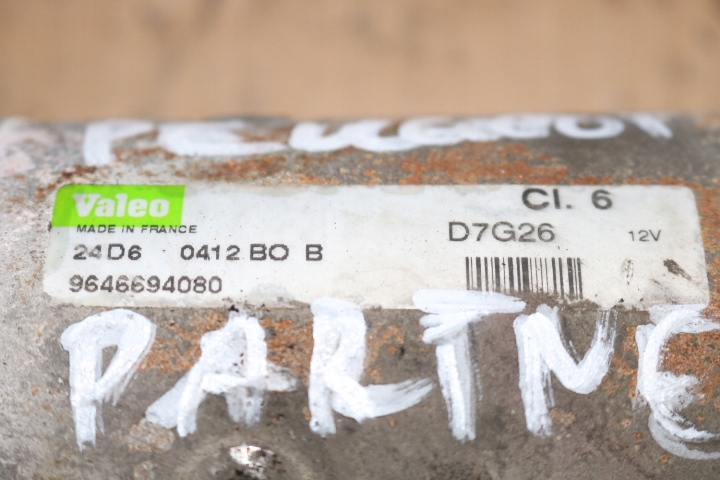 PEUGEOT
Valeo Cl. 6
MADE IN FRANCE D7G26 12V
24D6 0412 BO B
9646694080
PARTNE